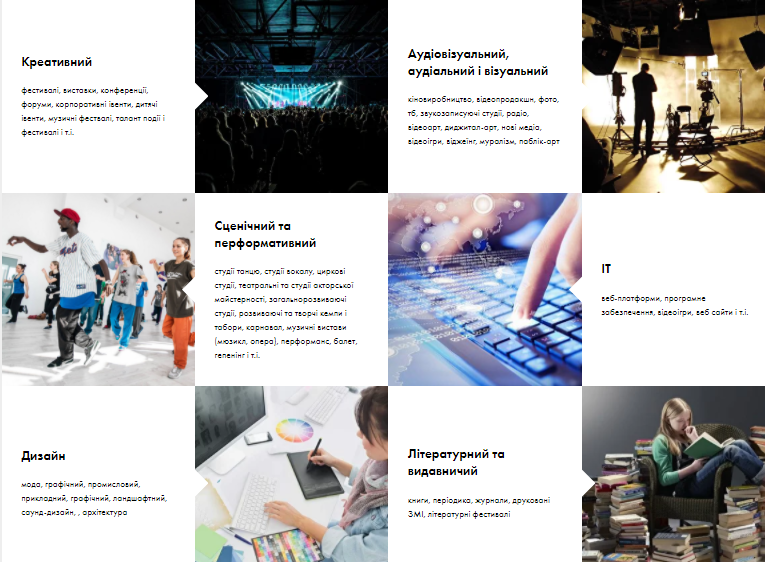 Креативний
фестивалі, виставки, конференції,
форуми, корпоративні івенти, дитячі
івенти, музичні фествалі, талант події і
фестивалі і т.і.
Аудіовізуальний,
аудіальний і візуальний
кіновиробництво, відеопродакшн, фото,
тб, звукозаписуючі студії, радіо,
відеоарт, диджитал-арт, нові медіа,
відеоігри, віджеїнг, муралізм, паблік-арт
Сценічний та
перформативний
студії танцю, студії вокалу, циркові
студії, театральні та студії акторської
майстерності, загальнорозвиваючі
студії, розвиваючі та творчі кемпи і
табори, карнавал, музичні вистави
(мюзикл, опера), перформанс, балет,
гепенінг і т.і.
ІТ
веб-платформи, програмне
забезпечення, відеоігри, веб сайти і т.і.
Дизайн
мода, графічний, промисловий,
прикладний, графічний, ландшафтний,
саунд-дизайн, , архітектура
Літературний та
видавничий
книги, періодика, журнали, друковані
ЗМІ, літературні фестивалі